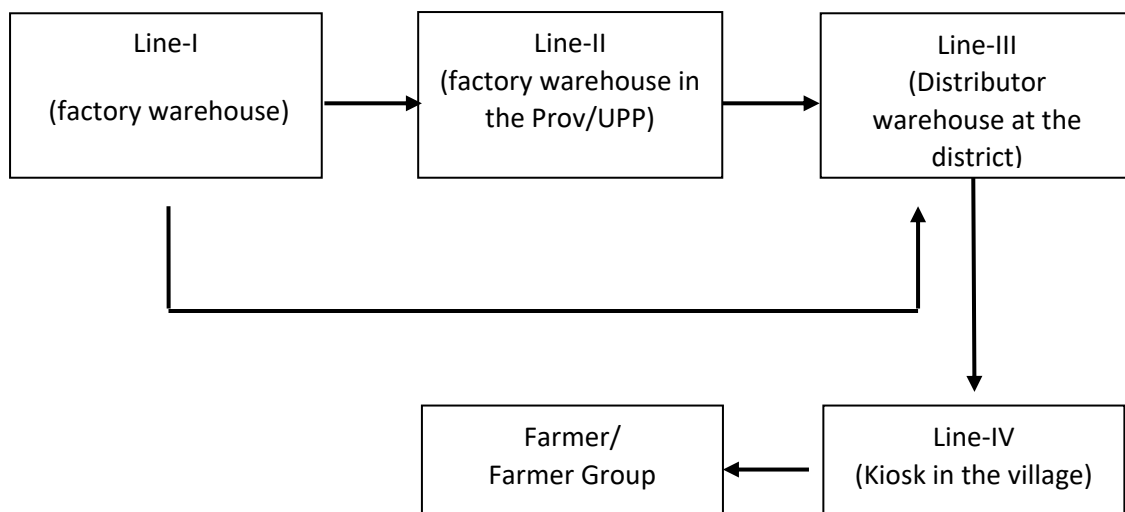 Line-I
(factory warehouse)
Line-II
(factory warehouse in
the Prov/UPP)
Line-III
(Distributor
warehouse at the
district)
Farmer/
Farmer Group
Line-IV
(Kiosk in the village)